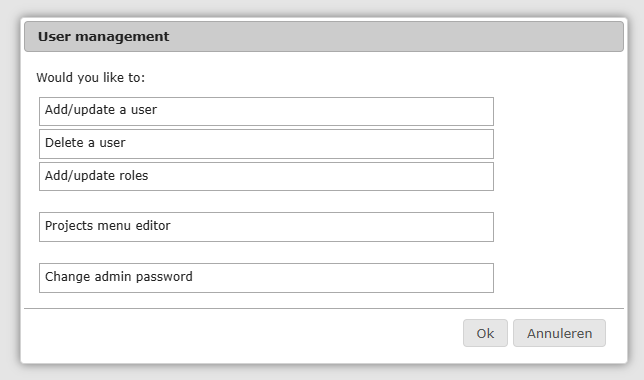 User management
Would you like to:
Add/update a user
Delete a user
Add/update roles
Projects menu editor
Change admin password
Ok Annuleren